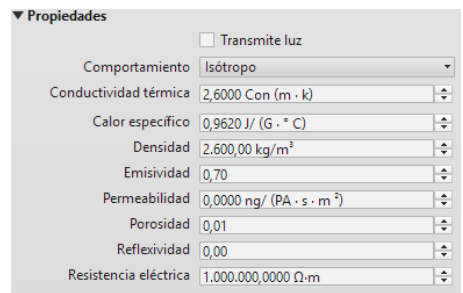 ▼ Propiedades
Transmite luz
Comportamiento Isótropo
Conductividad térmica 2,6000 Con (m · k)
Calor específico 0,9620 J/ (G · ° C)
Densidad 2.600,00 kg/m³
Emisividad 0,70
Permeabilidad 0,0000 ng/ (PA · s · m ²)
Porosidad 0,01
Reflexividad 0,00
Resistencia eléctrica 1.000.000,0000 Ω·m